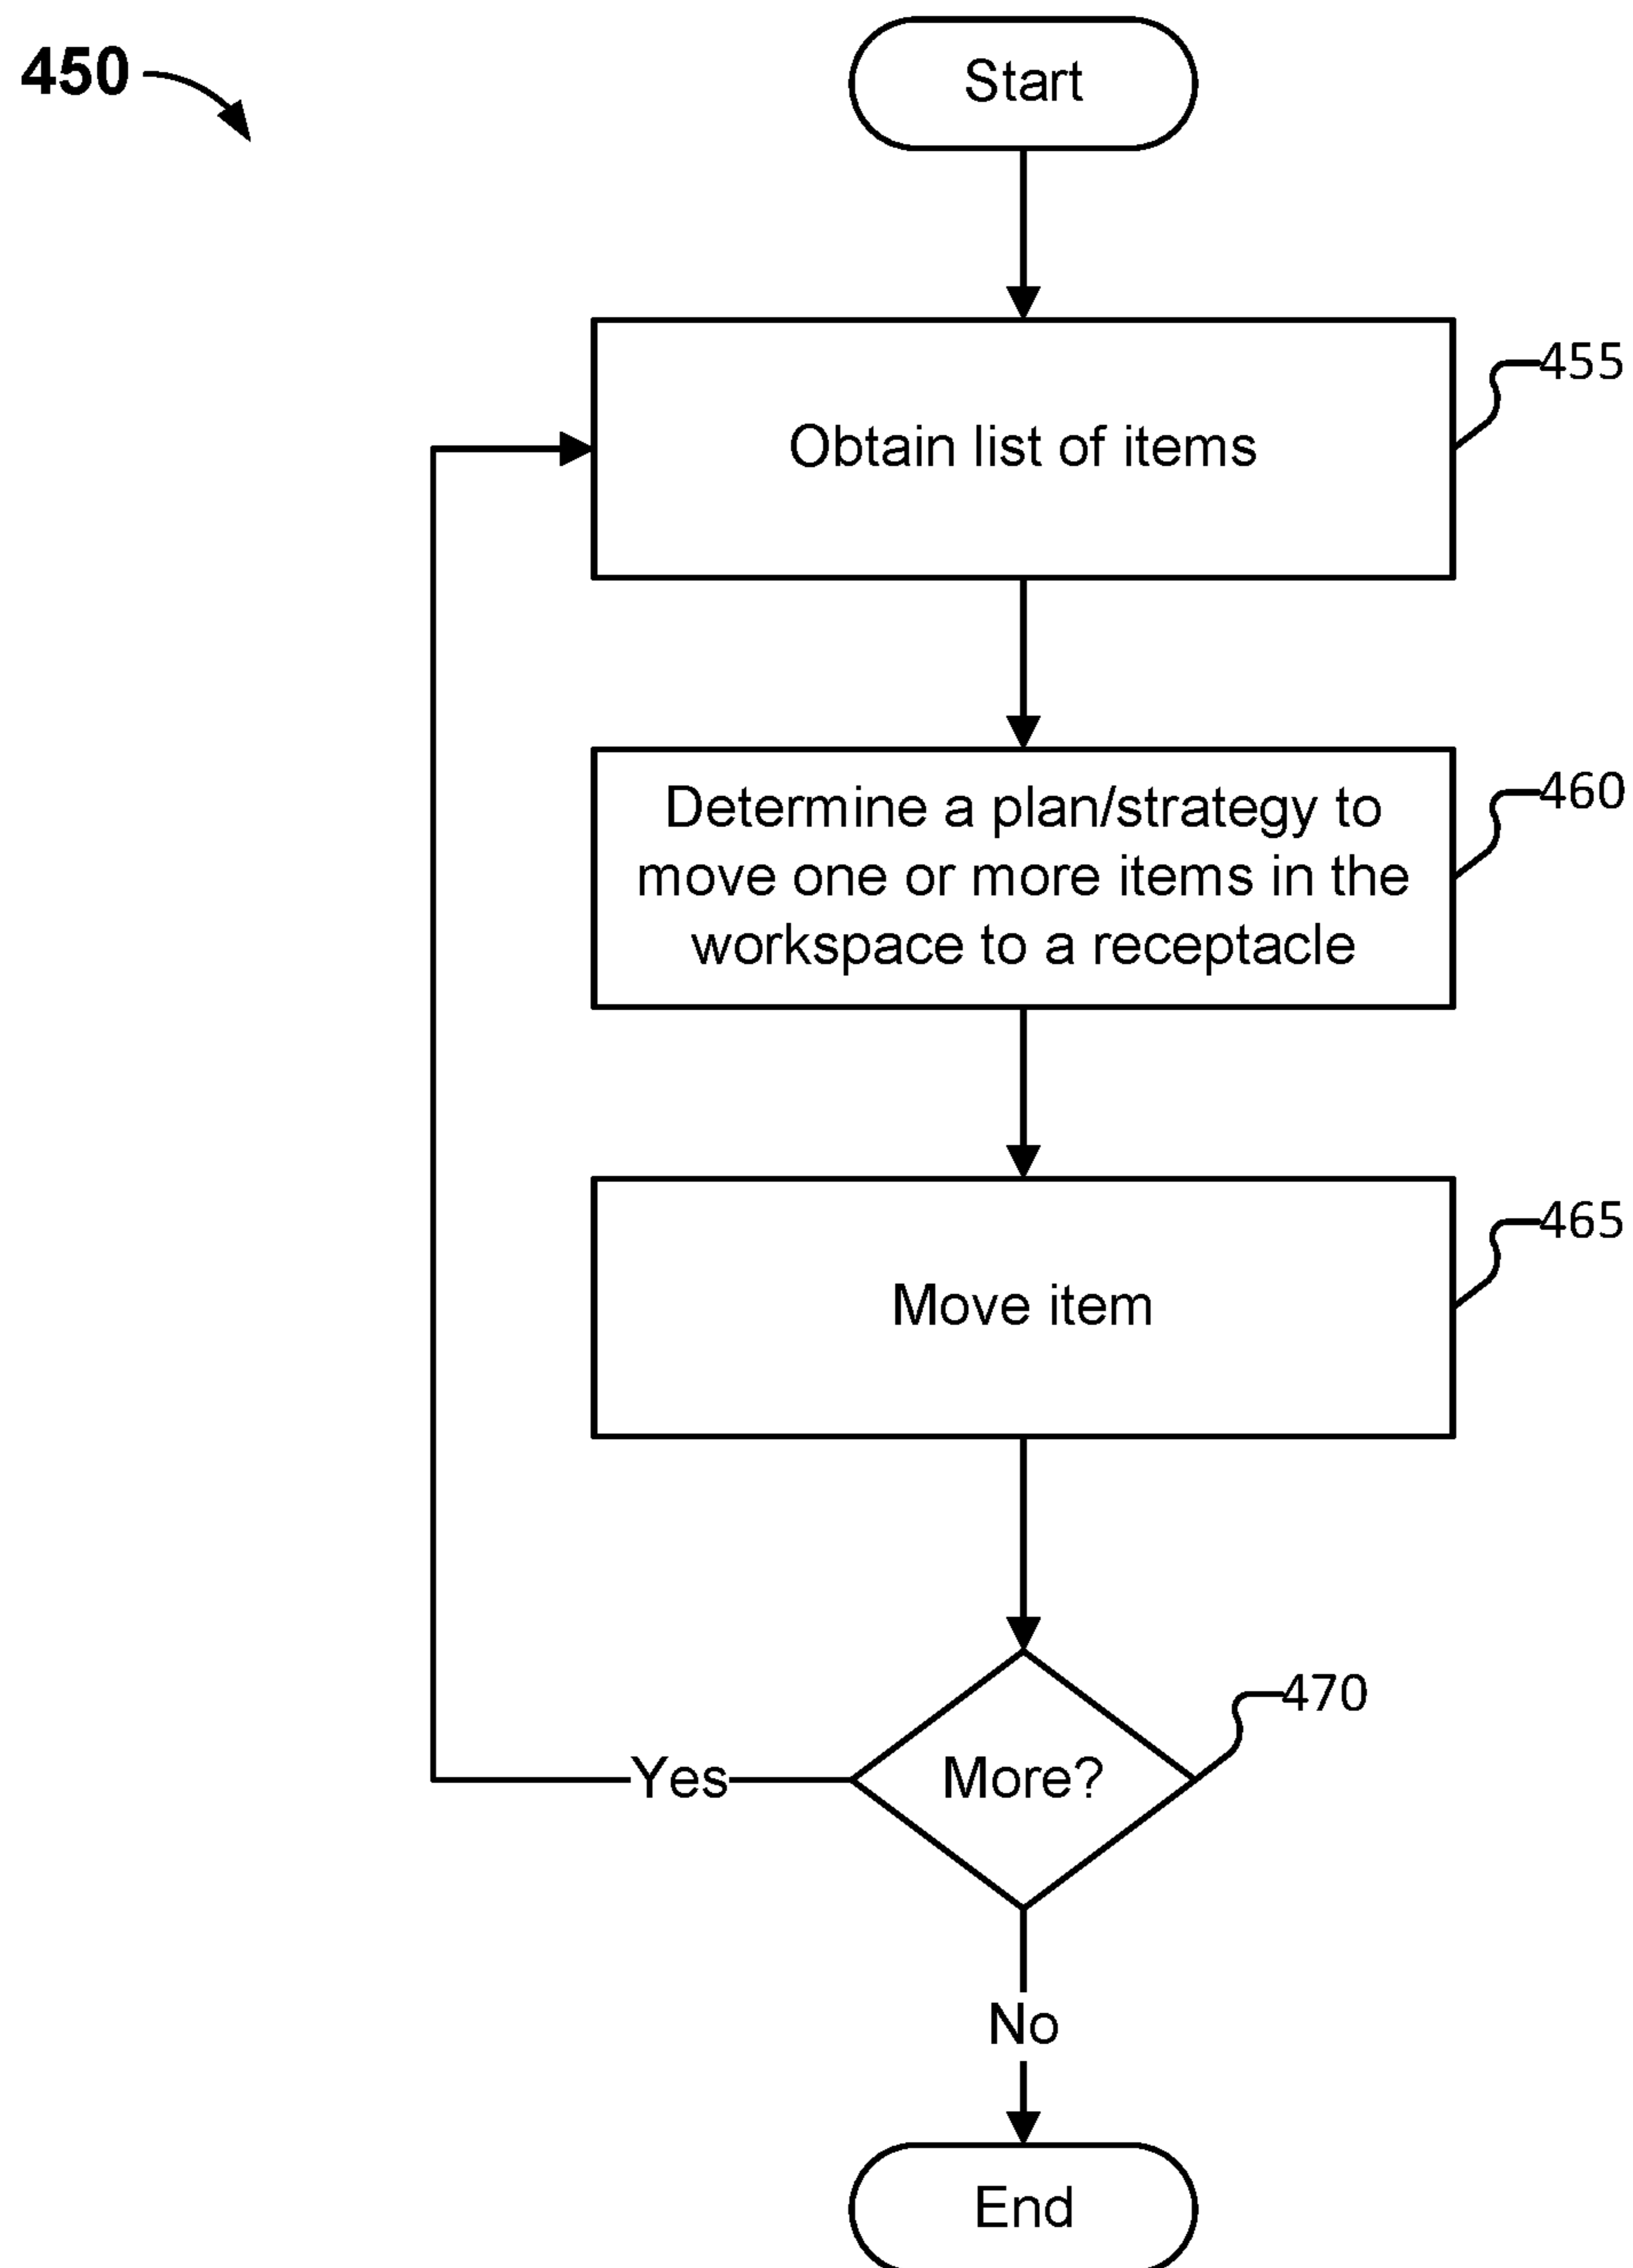 450
Start
455
Obtain list of items
460
Determine a plan/strategy to
move one or more items in the
workspace to a receptacle
465
Move item
470
More?
Yes
No
End